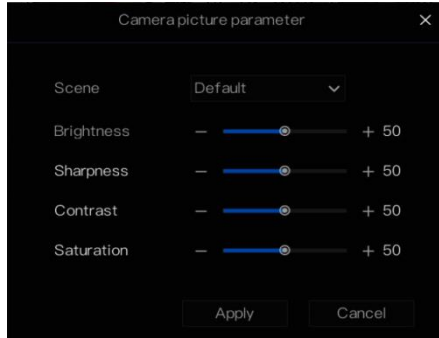 Camera picture parameter
Scene Default
Brightness — + 50
Sharpness — + 50
Contrast — + 50
Saturation — + 50
Apply Cancel